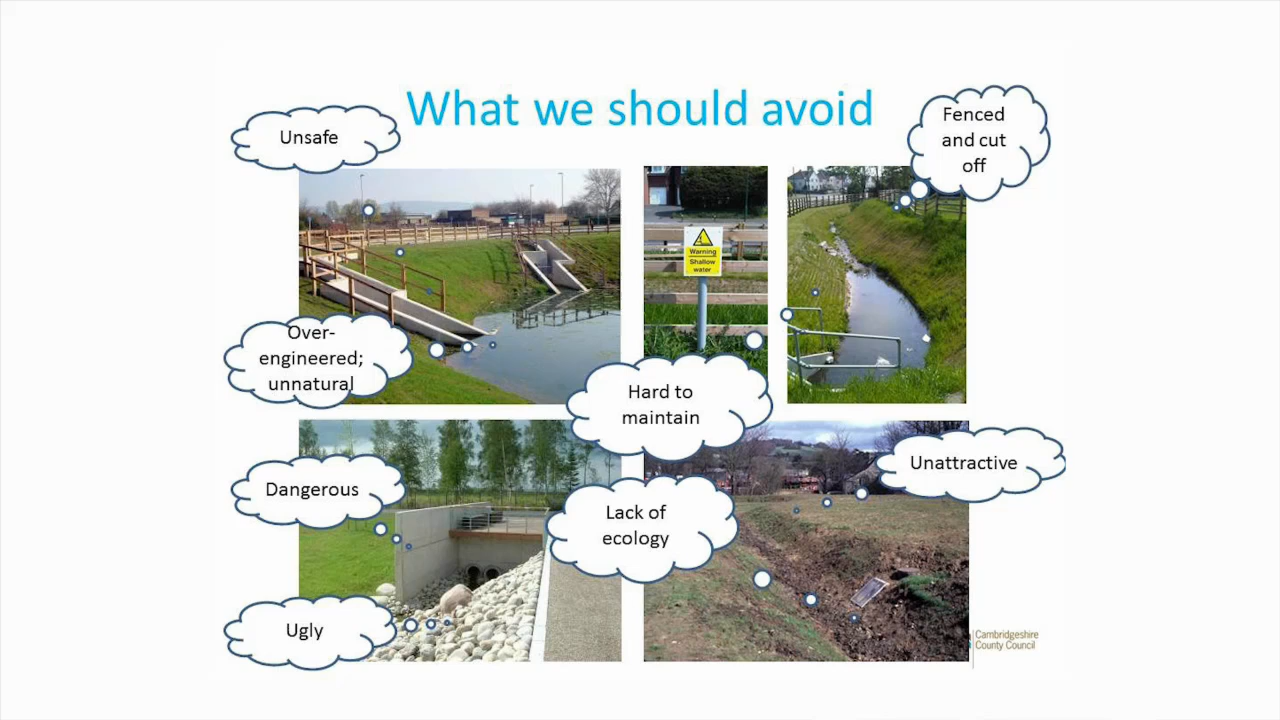 What we should avoid
Unsafe
Fenced
and cut
off
Warning
Shallow
water
Over-
engineered;
unnatural
Hard to
maintain
Unattractive
Dangerous
Lack of
ecology
Ugly
Cambridgeshire
County Council